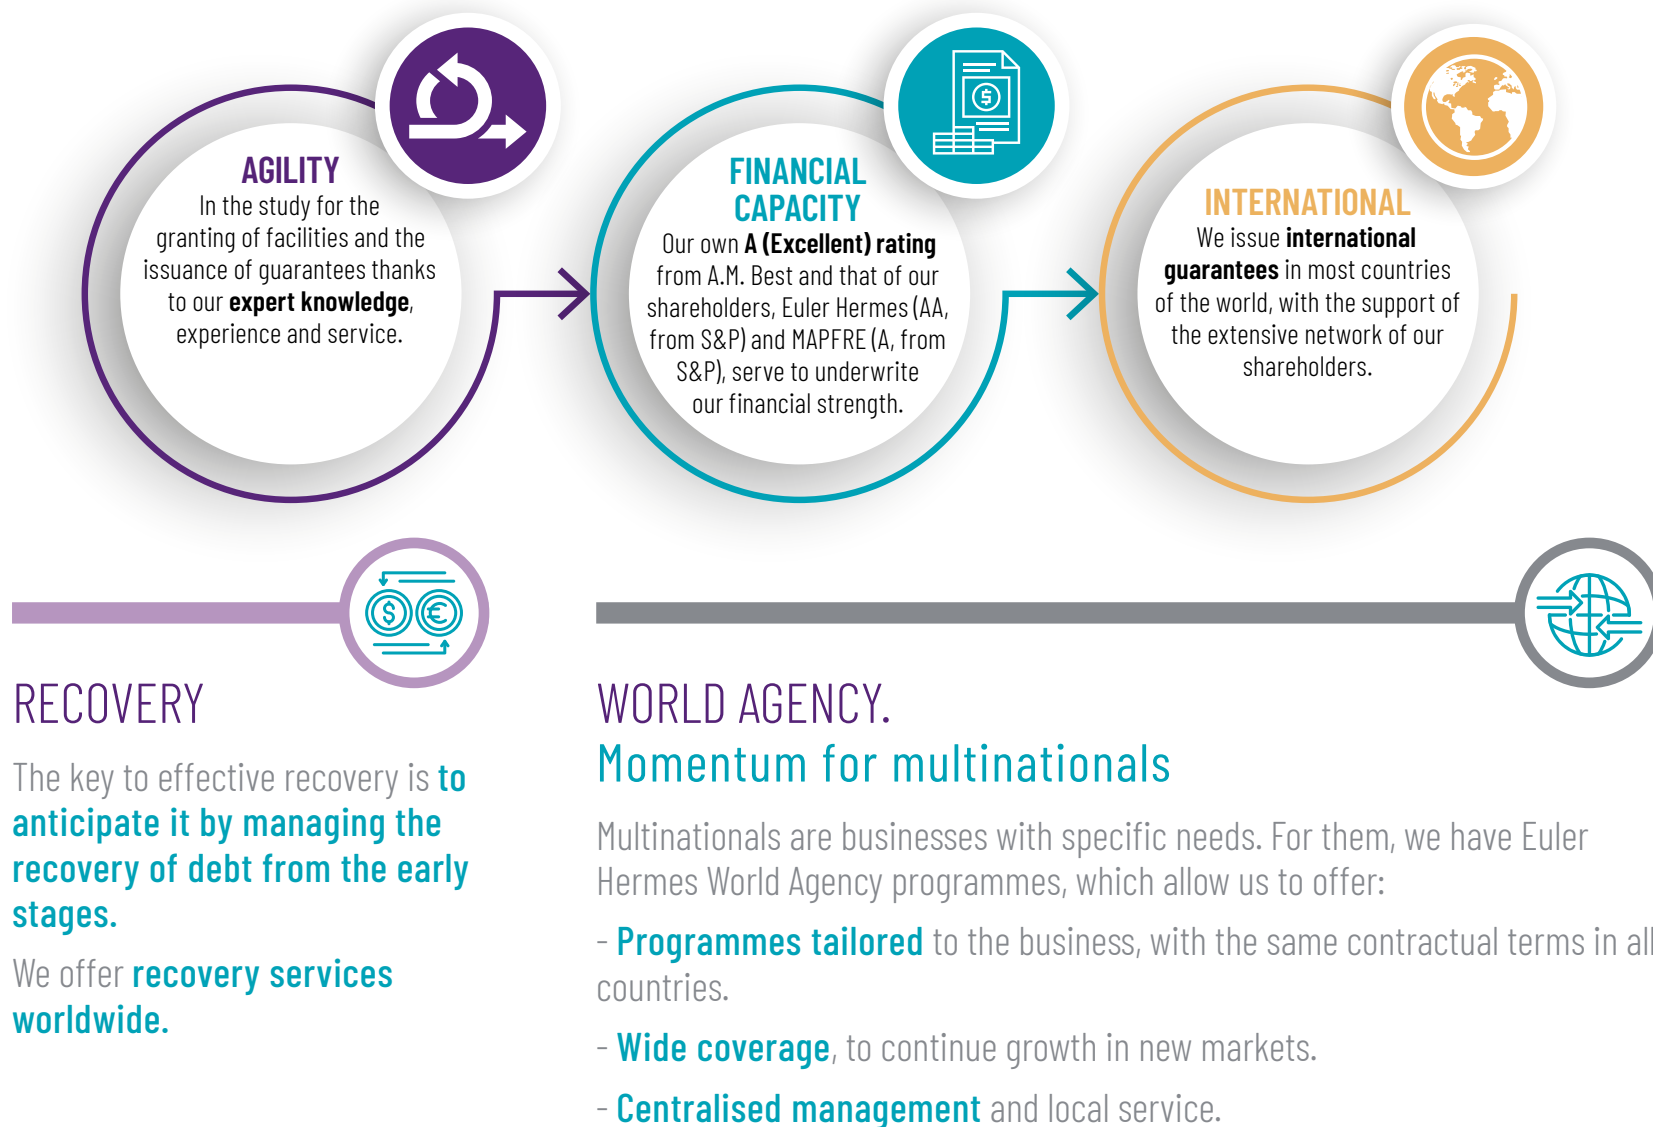 AGILITY
In the study for the
granting of facilities and the
issuance of guarantees thanks
to our expert knowledge,
experience and service.
FINANCIAL
CAPACITY
Our own A (Excellent) rating
from A.M. Best and that of our
shareholders, Euler Hermes (AA,
from S&P) and MAPFRE (A, from
S&P), serve to underwrite
our financial strength.
INTERNATIONAL
We issue international
guarantees in most countries
of the world, with the support of
the extensive network of our
shareholders.
RECOVERY
The key to effective recovery is to
anticipate it by managing the
recovery of debt from the early
stages.
We offer recovery services
worldwide.
WORLD AGENCY.
Momentum for multinationals
Multinationals are businesses with specific needs. For them, we have Euler
Hermes World Agency programmes, which allow us to offer:
- Programmes tailored to the business, with the same contractual terms in all
countries.
- Wide coverage, to continue growth in new markets.
- Centralised management and local service.